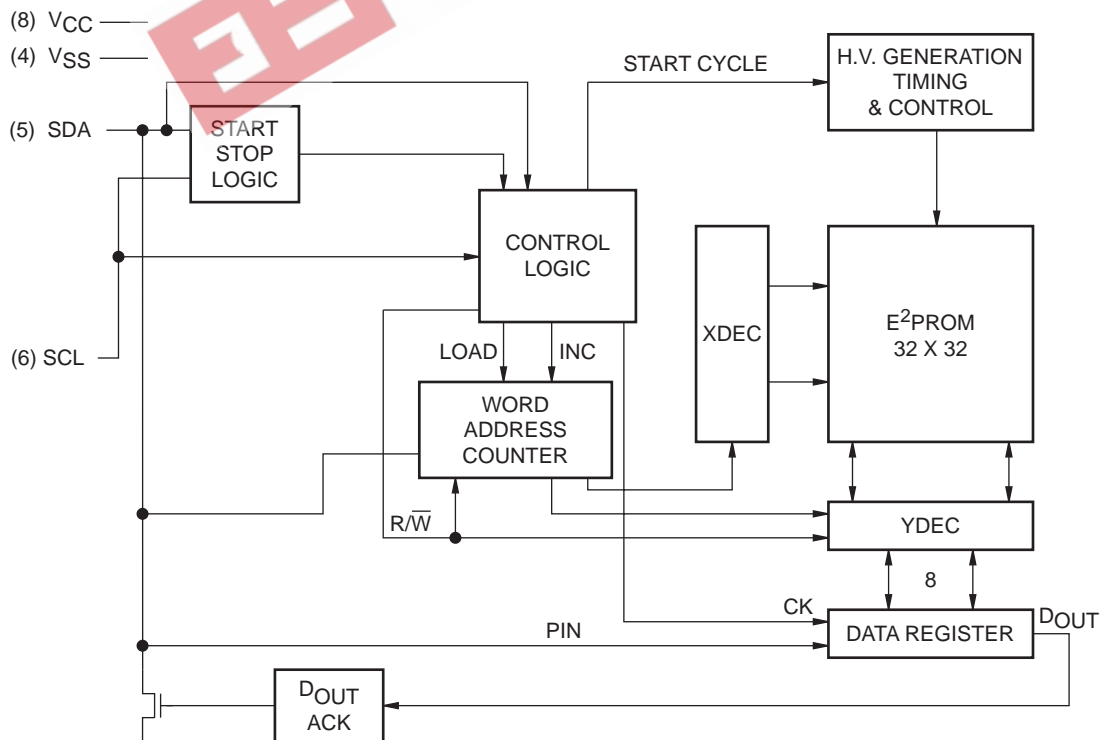 (8) VCC
(4) VSS
START CYCLE
H.V. GENERATION
TIMING
& CONTROL
(5) SDA
START
STOP
LOGIC
CONTROL
LOGIC
XDEC
E²PROM
32 X 32
(6) SCL
LOAD
INC
WORD
ADDRESS
COUNTER
R/W̅
YDEC
8
CK
DOUT
PIN
DATA REGISTER
DOUT
ACK